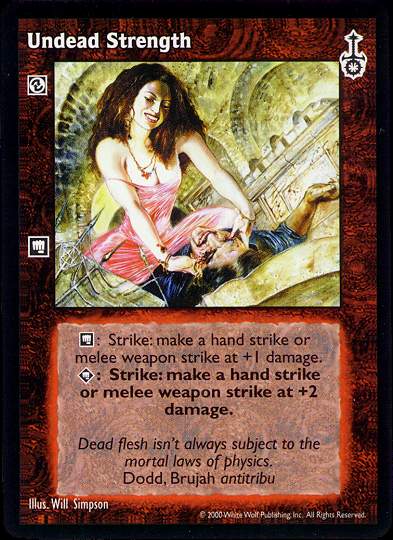 Undead Strength
: Strike: make a hand strike or
melee weapon strike at +1 damage.
: Strike: make a hand strike
or melee weapon strike at +2
damage.
Dead flesh isn't always subject to the
mortal laws of physics.
Dodd, Brujah antitribu
Illus. Will Simpson
© 2000 White Wolf Publishing, Inc. All Rights Reserved.